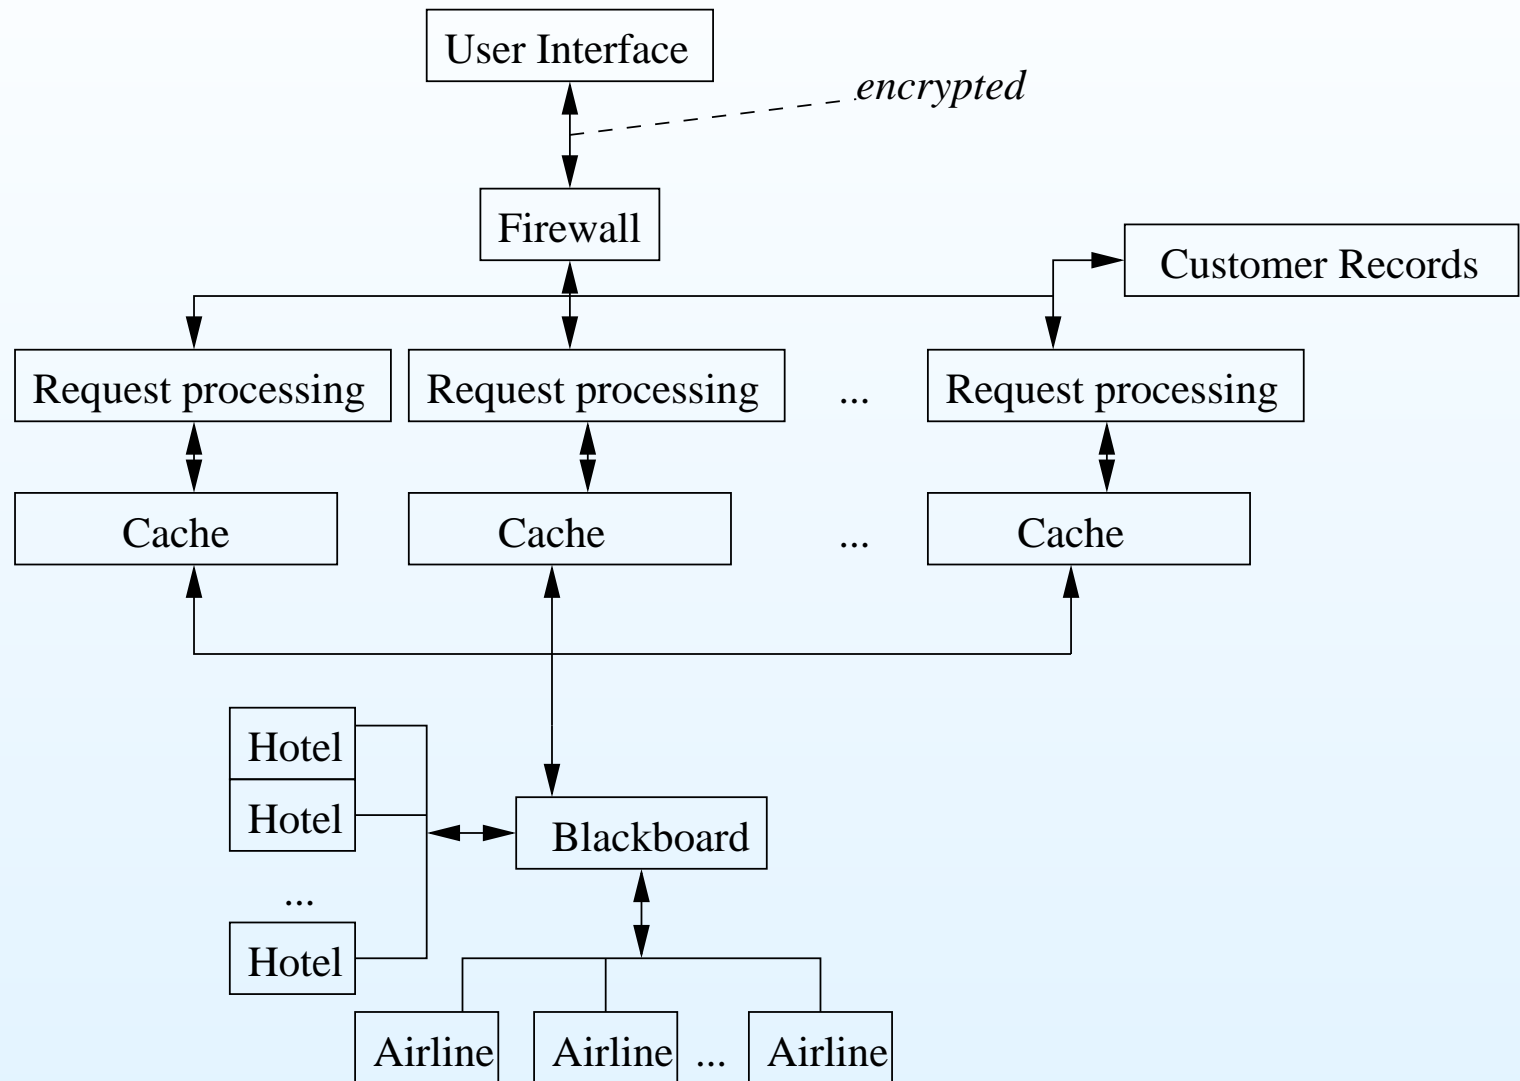 User Interface
encrypted
Firewall
Customer Records
Request processing
Request processing
...
Request processing
Cache
Cache
...
Cache
Hotel
Hotel
...
Hotel
Blackboard
Airline
Airline
...
Airline